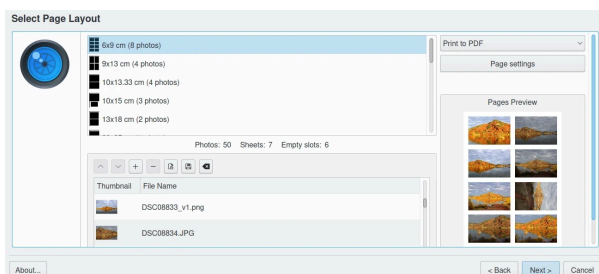 Select Page Layout
6x9 cm (8 photos)
9x13 cm (4 photos)
10x13.33 cm (4 photos)
10x15 cm (3 photos)
13x18 cm (2 photos)
Photos: 50 Sheets: 7 Empty slots: 6
Thumbnail File Name
DSC08833_v1.png
DSC08834.JPG
Print to PDF
Page settings
Pages Preview
About...
< Back Next > Cancel